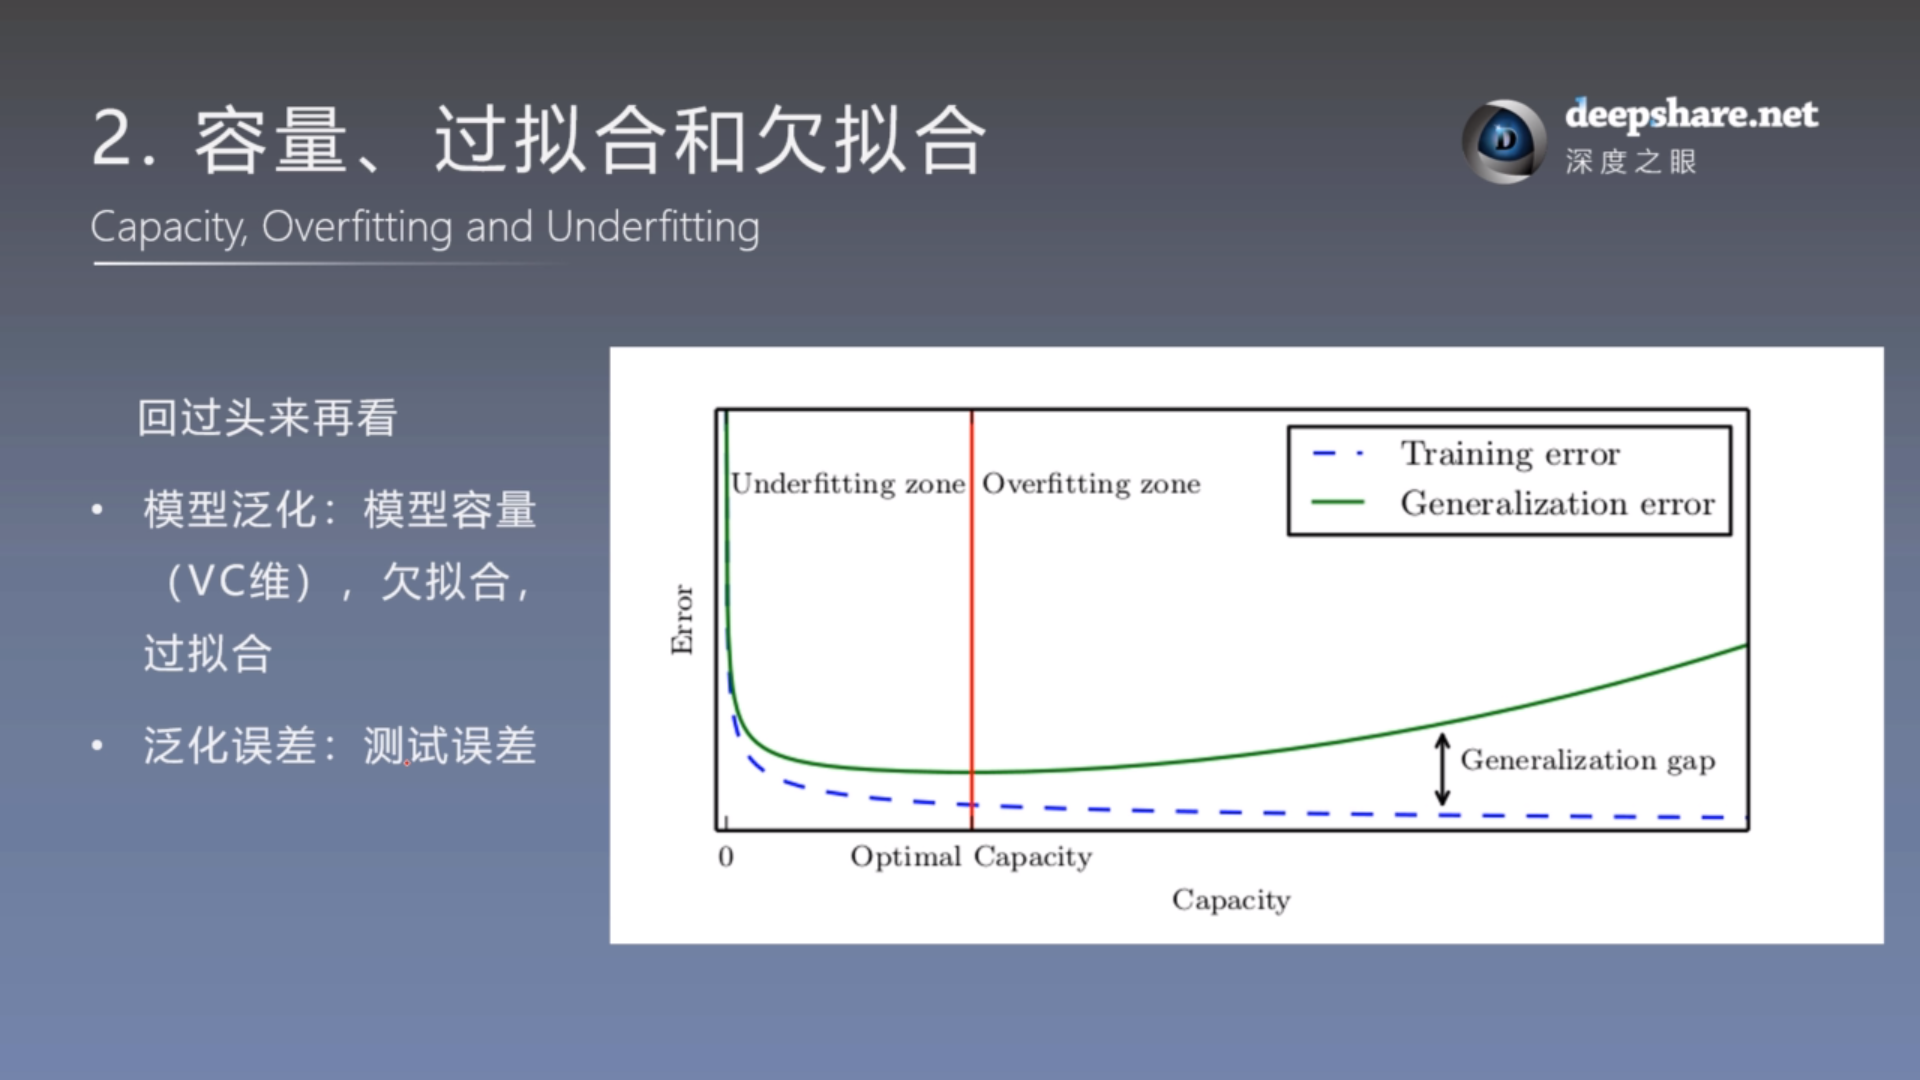 2. 容量、过拟合和欠拟合
Capacity, Overfitting and Underfitting
deepshare.net
深度之眼
回过头来再看
• 模型泛化：模型容量
（VC维），欠拟合，
过拟合
• 泛化误差：测试误差
Training error
Generalization error
Underfitting zone
Overfitting zone
Error
Generalization gap
0
Optimal Capacity
Capacity